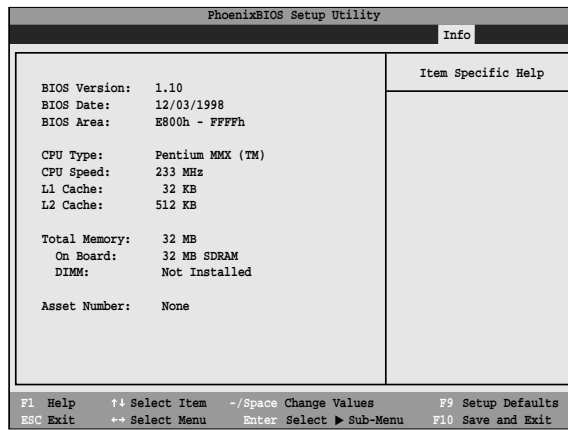 PhoenixBIOS Setup Utility
Info
Item Specific Help
BIOS Version: 1.10
BIOS Date: 12/03/1998
BIOS Area: E800h - FFFFh
CPU Type: Pentium MMX (TM)
CPU Speed: 233 MHz
L1 Cache: 32 KB
L2 Cache: 512 KB
Total Memory: 32 MB
On Board: 32 MB SDRAM
DIMM: Not Installed
Asset Number: None
F1 Help ↑↓ Select Item -/Space Change Values F9 Setup Defaults
ESC Exit ←→ Select Menu Enter Select ▶ Sub-Menu F10 Save and Exit